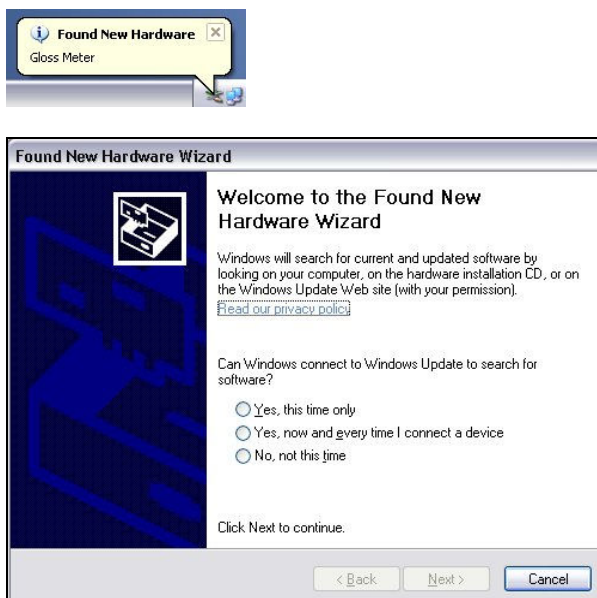 Found New Hardware
Gloss Meter
Found New Hardware Wizard
Welcome to the Found New
Hardware Wizard
Windows will search for current and updated software by
looking on your computer, on the hardware installation CD, or on
the Windows Update Web site (with your permission).
Read our privacy policy
Can Windows connect to Windows Update to search for
software?
Yes, this time only
Yes, now and every time I connect a device
No, not this time
Click Next to continue.
< Back
Next >
Cancel